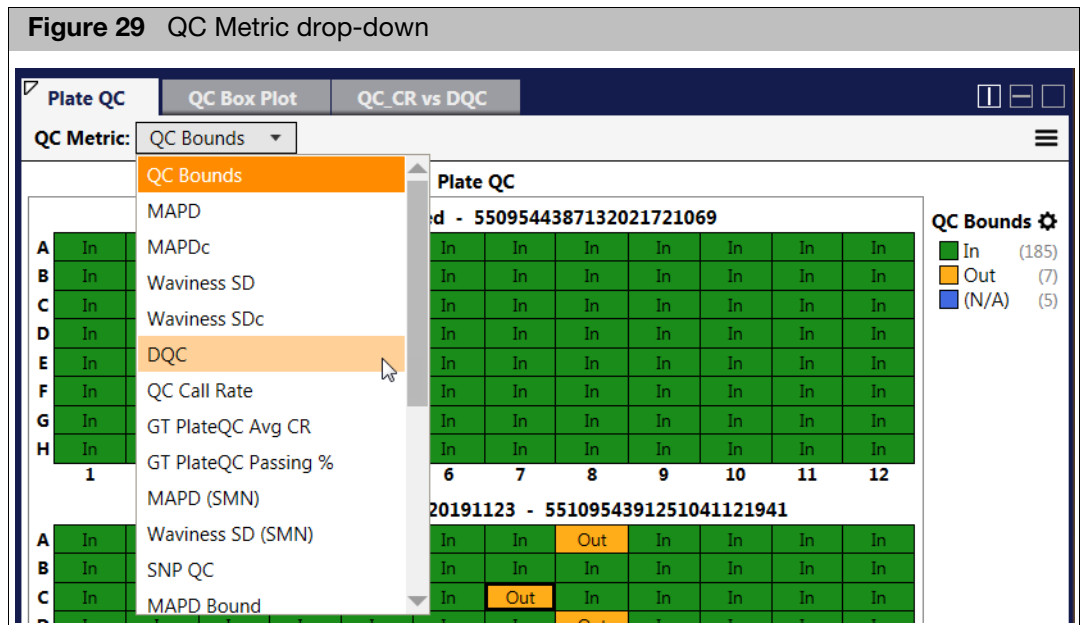 Figure 29 QC Metric drop-down
Plate QC QC Box Plot QC_CR vs DQC
QC Metric: QC Bounds
QC Bounds
MAPD
MAPDc
Waviness SD
Waviness SDc
DQC
QC Call Rate
GT PlateQC Avg CR
GT PlateQC Passing %
MAPD (SMN)
Waviness SD (SMN)
SNP QC
MAPD Bound
Plate QC
ed - 5509544387132021721069
A In In In In In In In In
B In In In In In In In In
C In In In In In In In In
D In In In In In In In In
E In In In In In In In In
F In In In In In In In In
G In In In In In In In In
H In In In In In In In In
1 6 7 8 9 10 11 12
20191123 - 5510954391251041121941
A In In In Out In In In In
B In In In In In In In In
C In In Out In In In In In
QC Bounds
In (185)
Out (7)
(N/A) (5)